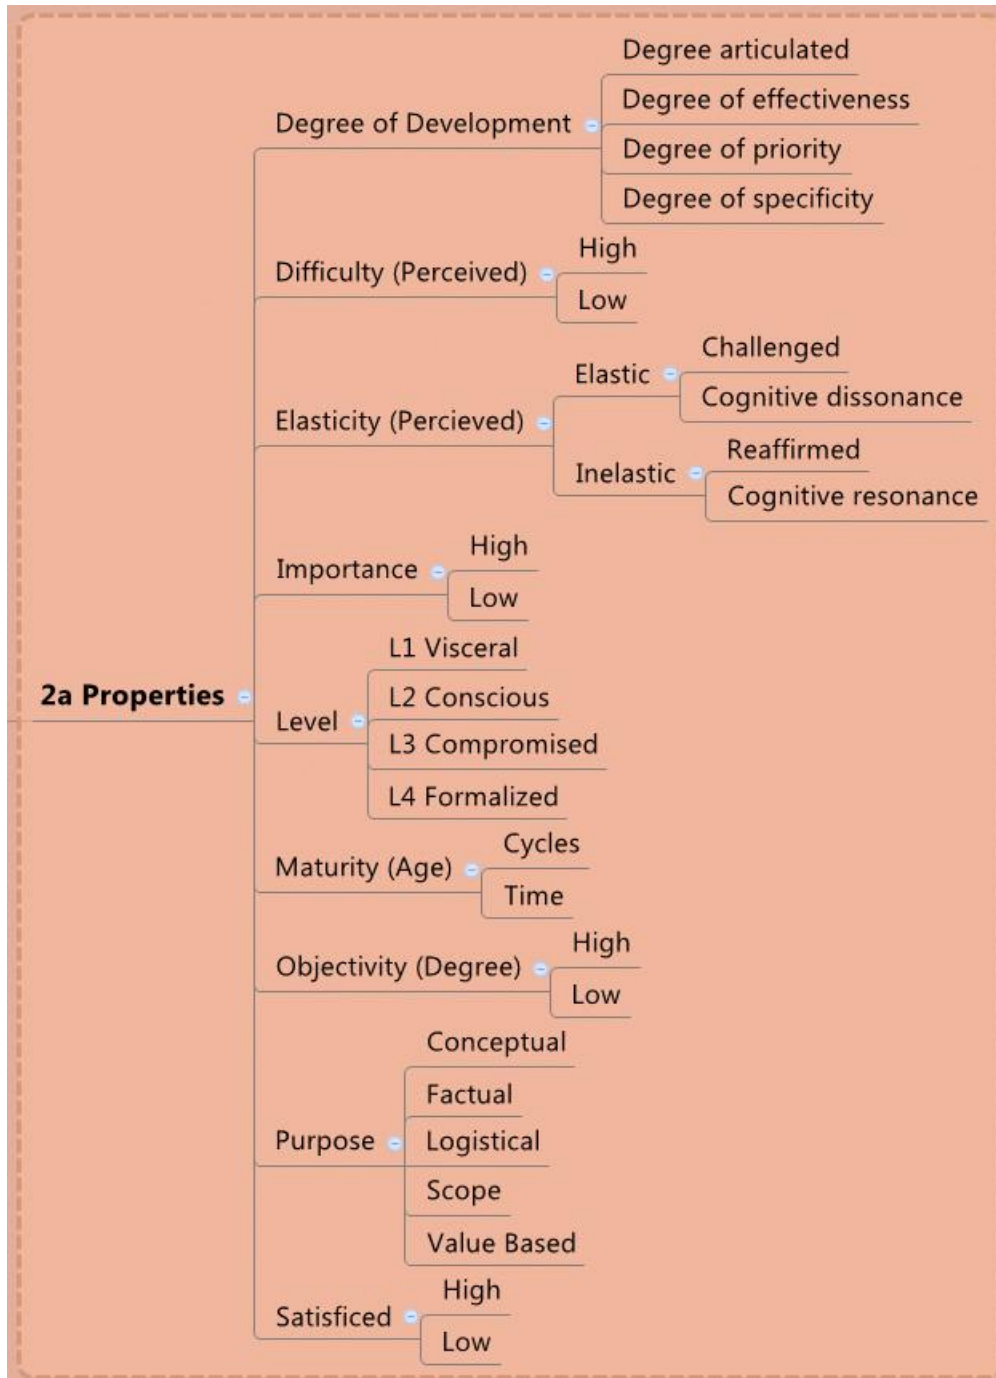 2a Properties
Degree of Development
Degree articulated
Degree of effectiveness
Degree of priority
Degree of specificity
Difficulty (Perceived)
High
Low
Elasticity (Percieved)
Elastic
Challenged
Cognitive dissonance
Inelastic
Reaffirmed
Cognitive resonance
Importance
High
Low
Level
L1 Visceral
L2 Conscious
L3 Compromised
L4 Formalized
Maturity (Age)
Cycles
Time
Objectivity (Degree)
High
Low
Purpose
Conceptual
Factual
Logistical
Scope
Value Based
Satisficed
High
Low